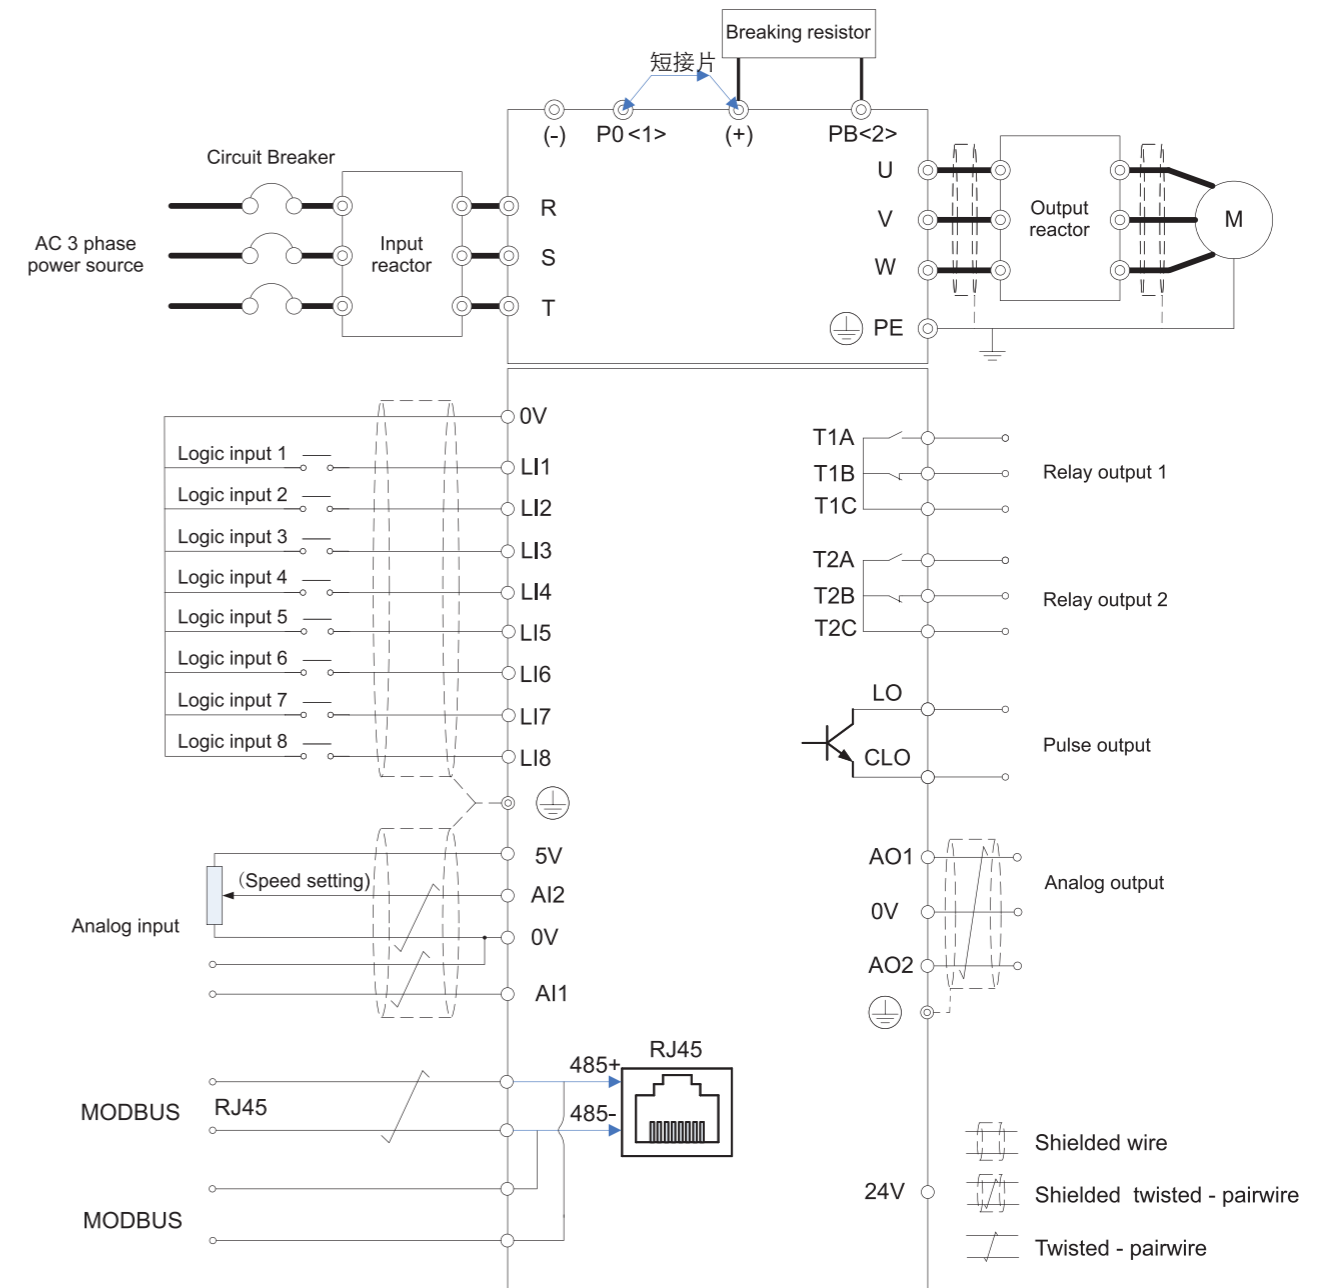 Breaking resistor
短接片
(-)
P0<1>
(+)
PB<2>
Circuit Breaker
AC 3 phase
power source
Input
reactor
R
S
T
U
V
W
PE
Output
reactor
M
0V
Logic input 1
LI1
Logic input 2
LI2
Logic input 3
LI3
Logic input 4
LI4
Logic input 5
LI5
Logic input 6
LI6
Logic input 7
LI7
Logic input 8
LI8
T1A
T1B
T1C
Relay output 1
T2A
T2B
T2C
Relay output 2
LO
CLO
Pulse output
5V
(Speed setting)
AI2
Analog input
0V
AI1
AO1
Analog output
0V
AO2
RJ45
485+
MODBUS
RJ45
485-
MODBUS
24V
Shielded wire
Shielded twisted - pairwire
Twisted - pairwire